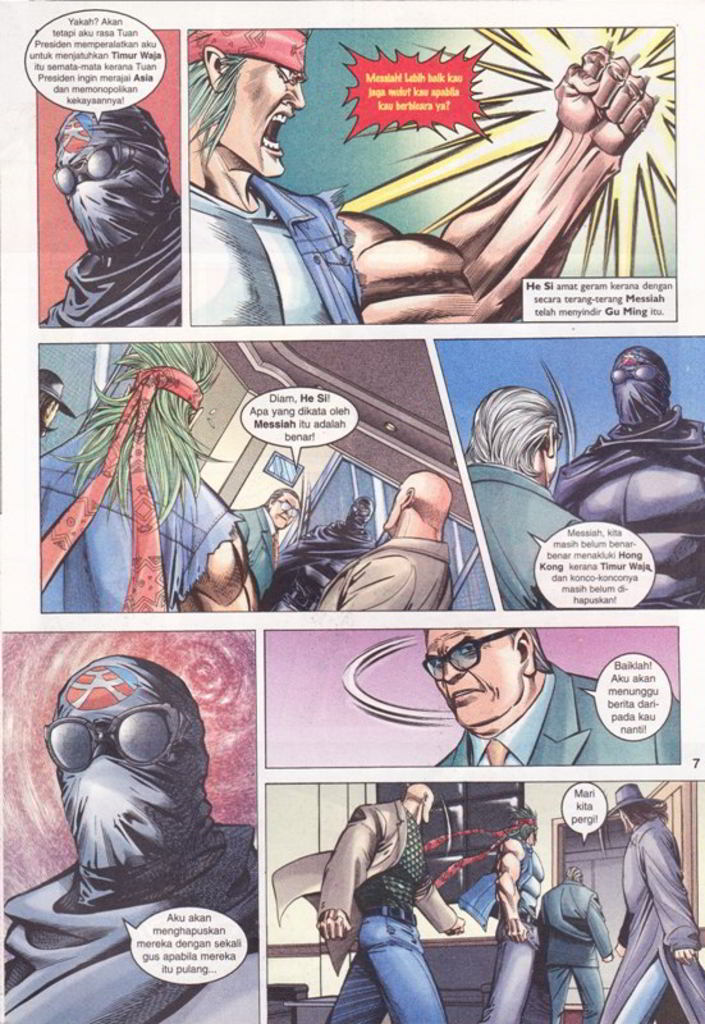 Yakah? Akan
tetapi aku rasa Tuan
Presiden memperalatkan aku
untuk menjatuhkan Timur Waja
itu semata-mata kerana Tuan
Presiden ingin merajai Asia
dan memonopolikan
kekayaannya!
Messiah! Lebih baik kau
jaga mulut kau apabila
kau berbicara ya?
He Si amat geram kerana dengan
secara terang-terang Messiah
telah menyindir Gu Ming itu.
Diam, He Si!
Apa yang dikata oleh
Messiah itu adalah
benar!
Messiah, kita
masih belum benar-
benar menakluki Hong
Kong kerana Timur Waja
dan konco-konconya
masih belum di-
hapuskan!
Aku akan
menghapuskan
mereka dengan sekali
gus apabila mereka
itu pulang...
Baiklah!
Aku akan
menunggu
berita dari-
pada kau
nanti!
7
Mari
kita
pergi!